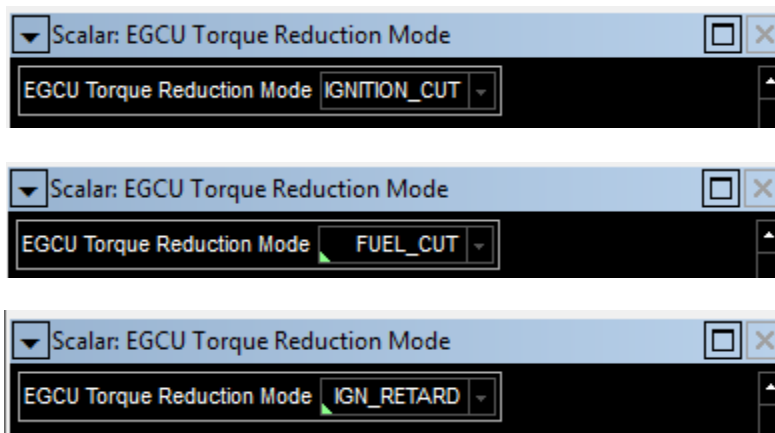 Scalar: EGCU Torque Reduction Mode
EGCU Torque Reduction Mode IGNITION_CUT
Scalar: EGCU Torque Reduction Mode
EGCU Torque Reduction Mode FUEL_CUT
Scalar: EGCU Torque Reduction Mode
EGCU Torque Reduction Mode IGN_RETARD